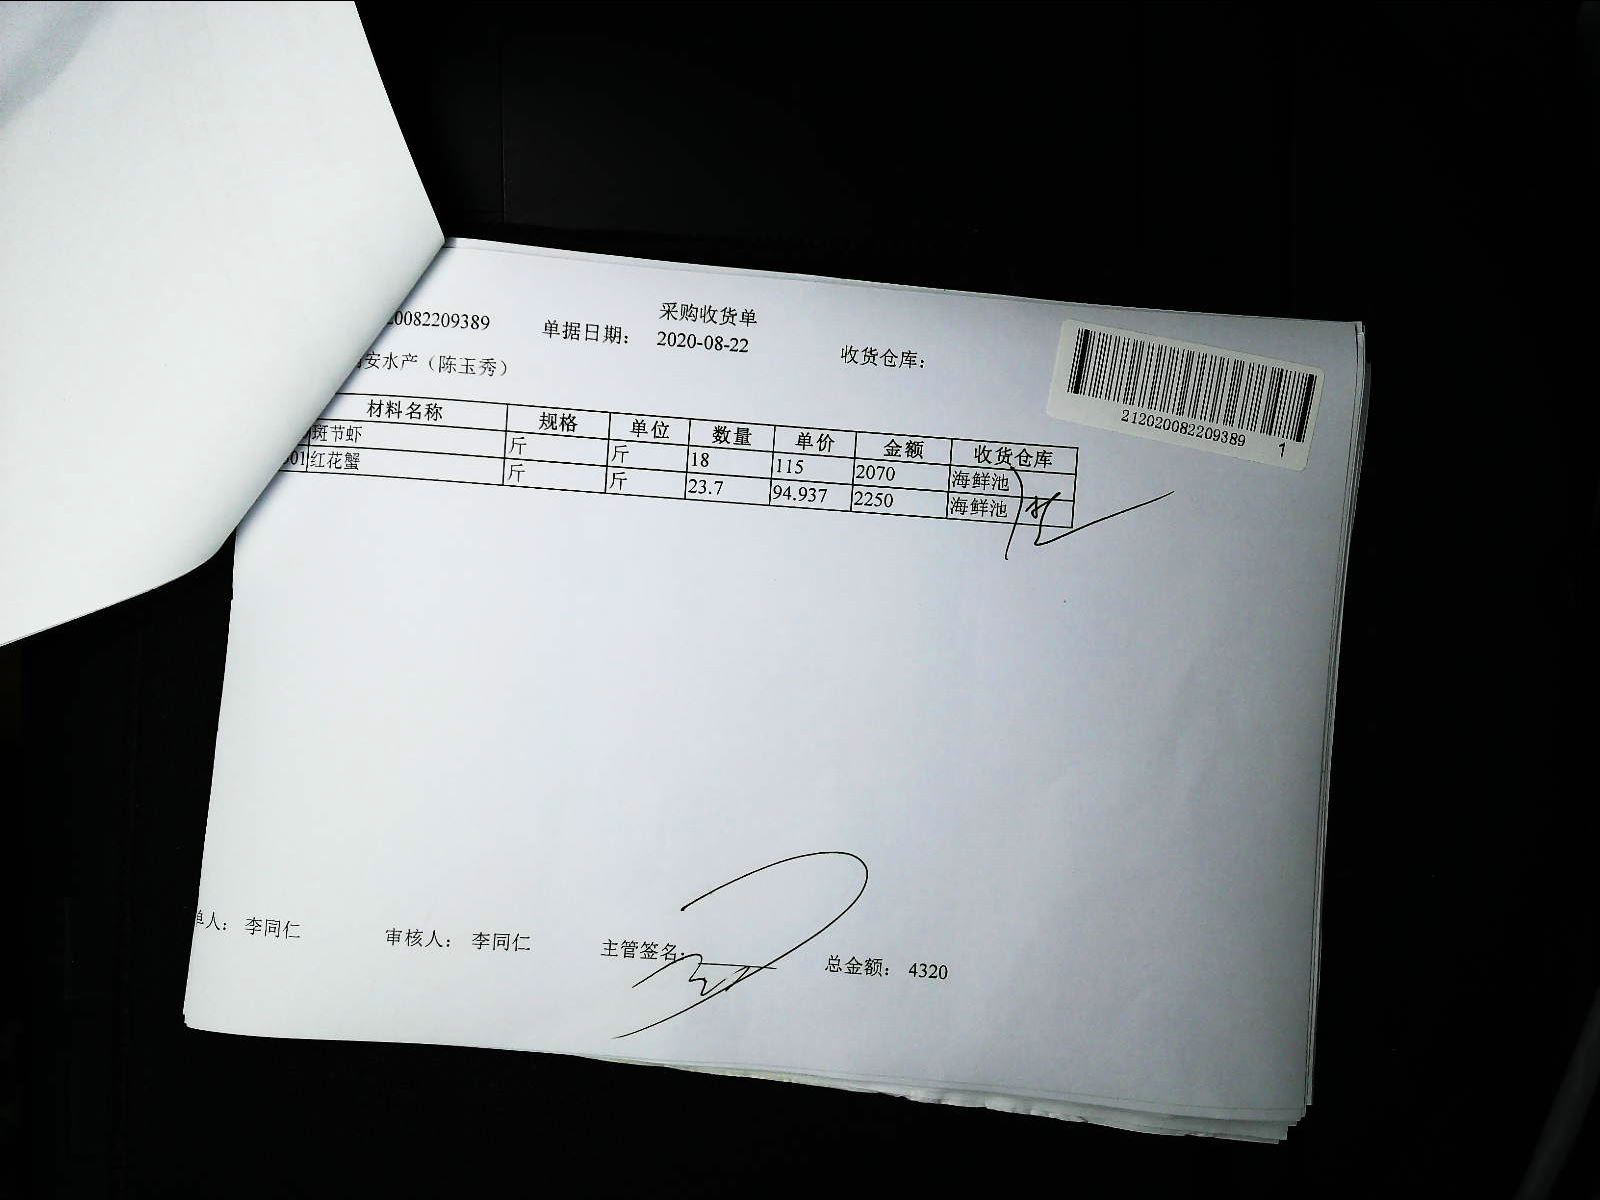 采购收货单
20082209389 单据日期: 2020-08-22 收货仓库:
安水产（陈玉秀）
212020082209389 1
材料名称 规格 单位 数量 单价 金额 收货仓库
斑节虾 斤 斤 18 115 2070 海鲜池
01 红花蟹 斤 斤 23.7 94.937 2250 海鲜池
单人: 李同仁 审核人: 李同仁 主管签名: 总金额: 4320